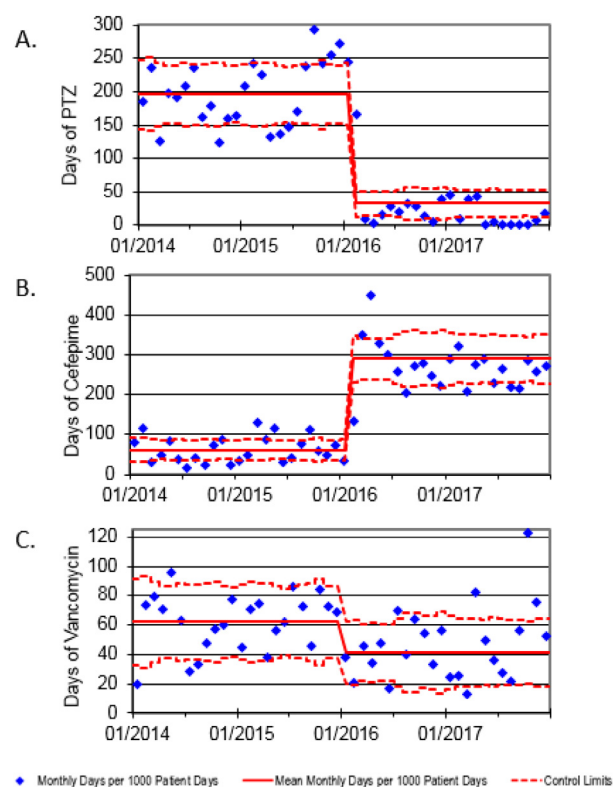 A.
Days of PTZ
300
250
200
150
100
50
0
01/2014 01/2015 01/2016 01/2017
B.
Days of Cefepime
500
400
300
200
100
0
01/2014 01/2015 01/2016 01/2017
C.
Days of Vancomycin
120
100
80
60
40
20
0
01/2014 01/2015 01/2016 01/2017
Monthly Days per 1000 Patient Days Mean Monthly Days per 1000 Patient Days Control Limits